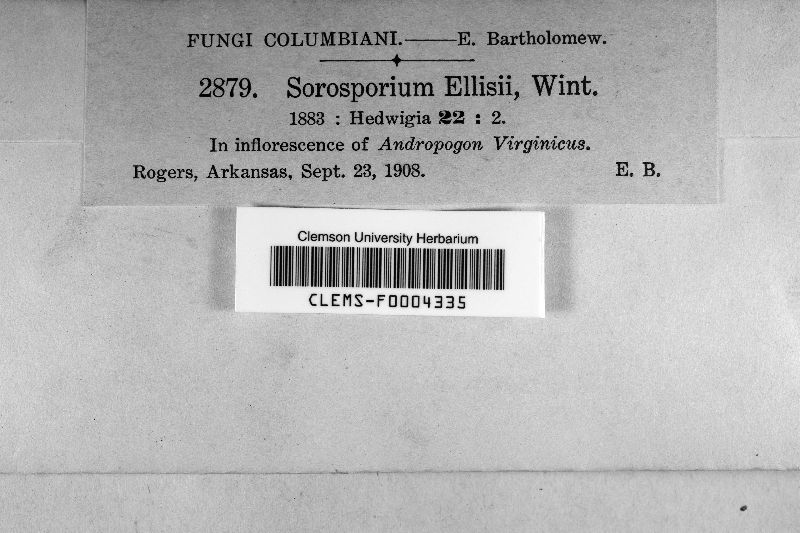 FUNGI COLUMBIANI.——E. Bartholomew.
2879. Sorosporium Ellisii, Wint.
1883 : Hedwigia 22 : 2.
In inflorescence of Andropogon Virginicus.
Rogers, Arkansas, Sept. 23, 1908. E. B.
Clemson University Herbarium
CLEMS-F0004335